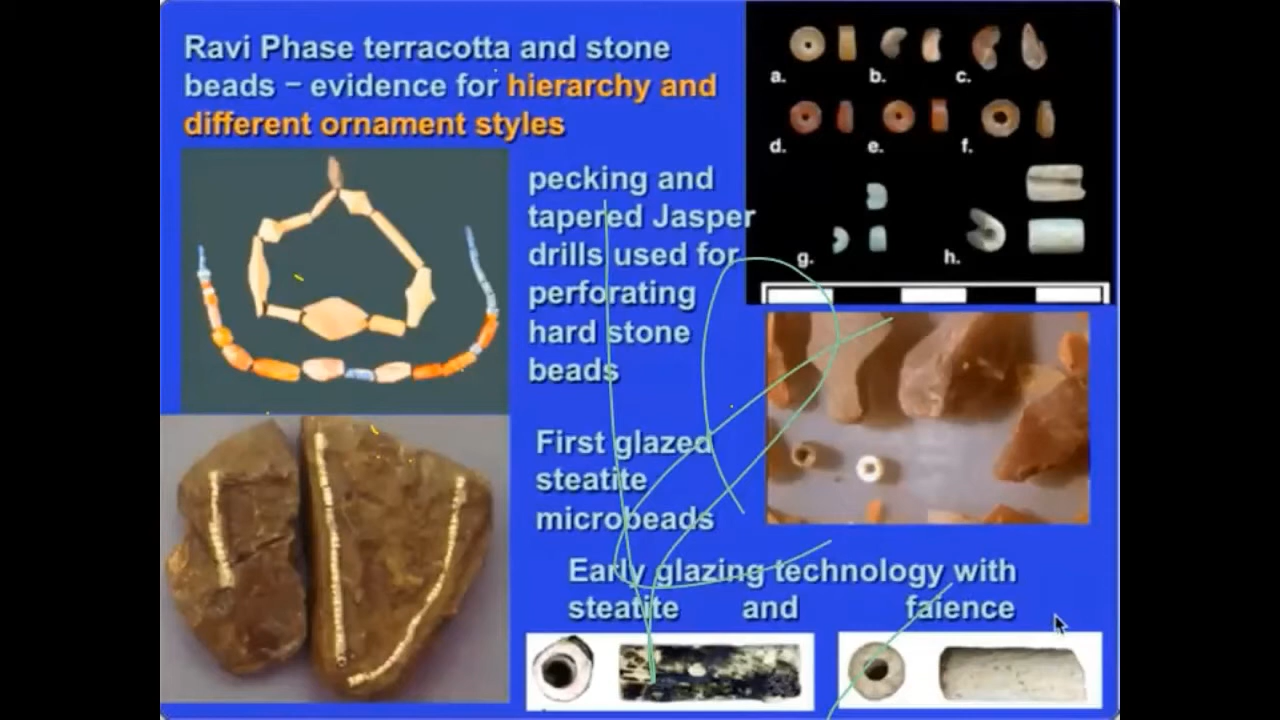 Ravi Phase terracotta and stone
beads – evidence for hierarchy and
different ornament styles
a.
b.
c.
d.
e.
f.
g.
h.
pecking and
tapered Jasper
drills used for
perforating
hard stone
beads
First glazed
steatite
microbeads
Early glazing technology with
steatite and faience